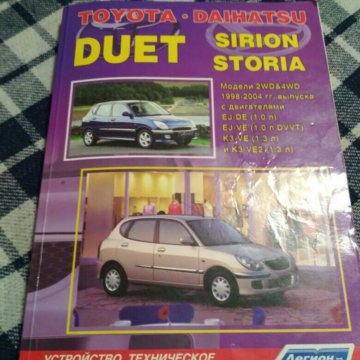 TOYOTA · DAIHATSU
DUET
SIRION
STORIA
Модели 2WD&4WD
1998-2004 гг. выпуска
с двигателями
EJ-DE (1.0 л)
EJ-VE (1.0 л DVVT)
K3-VE (1.3 л)
и K3-VE2 (1.3 л)
УСТРОЙСТВО, ТЕХНИЧЕСКОЕ
Легион